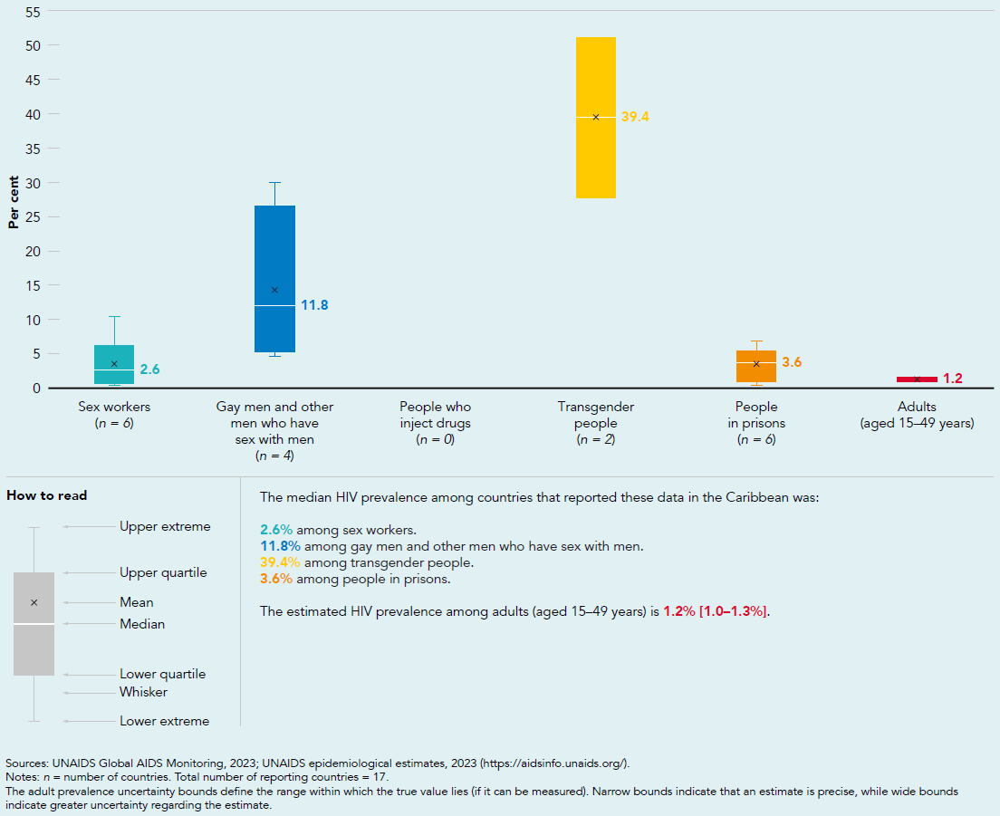 55
50
45
40
35
30
25
20
15
10
5
0
Per cent
39.4
11.8
2.6
3.6
1.2
Sex workers
(n = 6)
Gay men and other
men who have
sex with men
(n = 4)
People who
inject drugs
(n = 0)
Transgender
people
(n = 2)
People
in prisons
(n = 6)
Adults
(aged 15–49 years)
How to read
Upper extreme
Upper quartile
Mean
Median
Lower quartile
Whisker
Lower extreme
The median HIV prevalence among countries that reported these data in the Caribbean was:
2.6% among sex workers.
11.8% among gay men and other men who have sex with men.
39.4% among transgender people.
3.6% among people in prisons.
The estimated HIV prevalence among adults (aged 15–49 years) is 1.2% [1.0–1.3%].
Sources: UNAIDS Global AIDS Monitoring, 2023; UNAIDS epidemiological estimates, 2023 (https://aidsinfo.unaids.org/).
Notes: n = number of countries. Total number of reporting countries = 17.
The adult prevalence uncertainty bounds define the range within which the true value lies (if it can be measured). Narrow bounds indicate that an estimate is precise, while wide bounds
indicate greater uncertainty regarding the estimate.